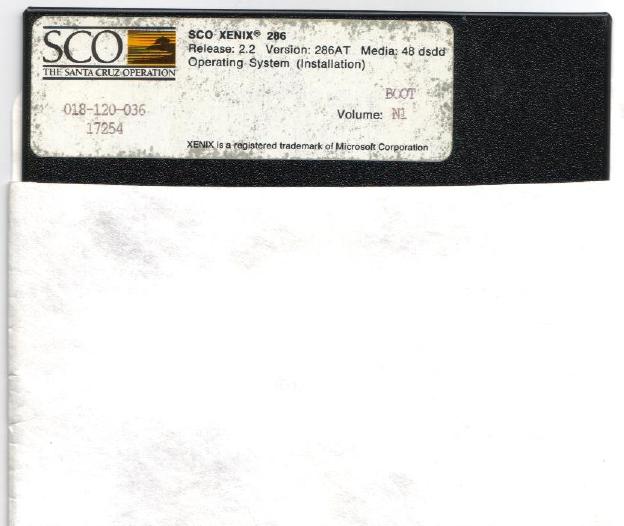 SCO
THE SANTA CRUZ OPERATION
SCO XENIX® 286
Release: 2.2 Version: 286AT Media: 48 dsdd
Operating System (Installation)
018-120-036
17254
BOOT
Volume: N1
XENIX is a registered trademark of Microsoft Corporation